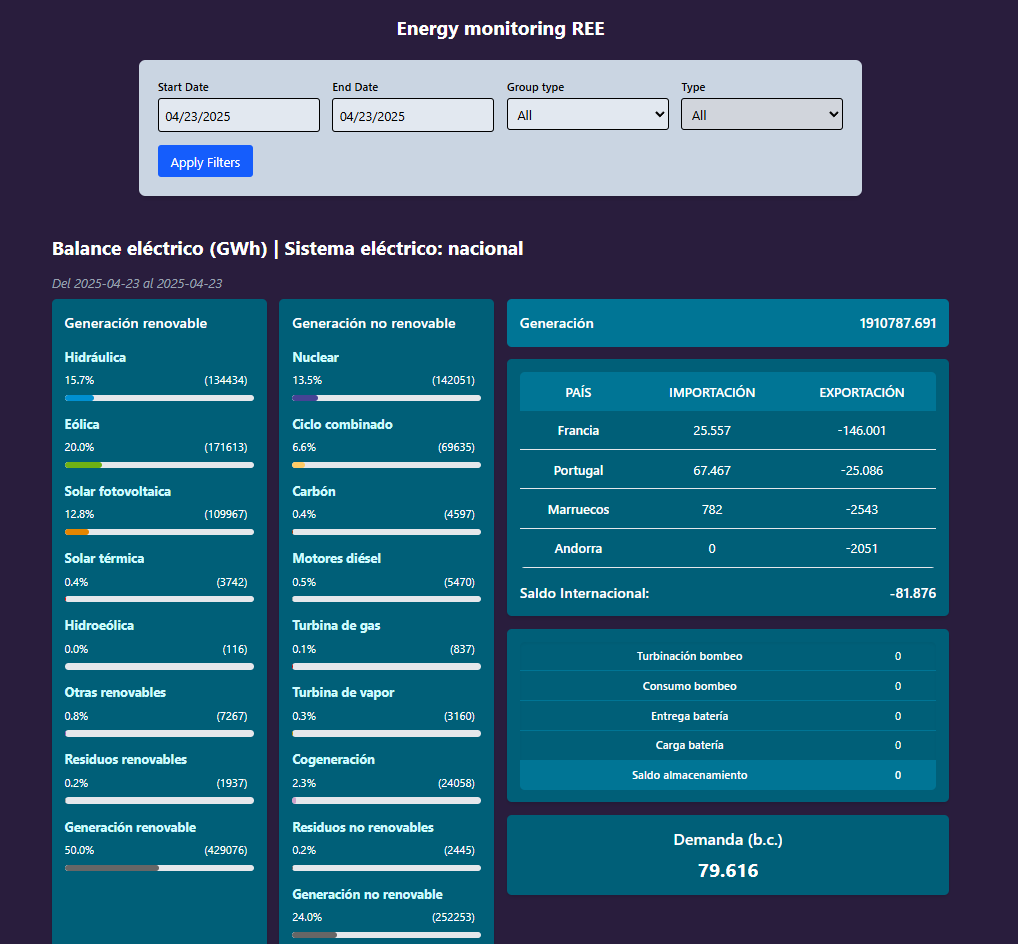 Energy monitoring REE
Start Date
End Date
Group type
Type
04/23/2025
04/23/2025
All
All
Apply Filters
Balance eléctrico (GWh) | Sistema eléctrico: nacional
Del 2025-04-23 al 2025-04-23
Generación renovable
Hidráulica
15.7% (134434)
Eólica
20.0% (171613)
Solar fotovoltaica
12.8% (109967)
Solar térmica
0.4% (3742)
Hidroeólica
0.0% (116)
Otras renovables
0.8% (7267)
Residuos renovables
0.2% (1937)
Generación renovable
50.0% (429076)
Generación no renovable
Nuclear
13.5% (142051)
Ciclo combinado
6.6% (69635)
Carbón
0.4% (4597)
Motores diésel
0.5% (5470)
Turbina de gas
0.1% (837)
Turbina de vapor
0.3% (3160)
Cogeneración
2.3% (24058)
Residuos no renovables
0.2% (2445)
Generación no renovable
24.0% (252253)
Generación 1910787.691
PAÍS IMPORTACIÓN EXPORTACIÓN
Francia 25.557 -146.001
Portugal 67.467 -25.086
Marruecos 782 -2543
Andorra 0 -2051
Saldo Internacional: -81.876
Turbinación bombeo 0
Consumo bombeo 0
Entrega batería 0
Carga batería 0
Saldo almacenamiento 0
Demanda (b.c.)
79.616